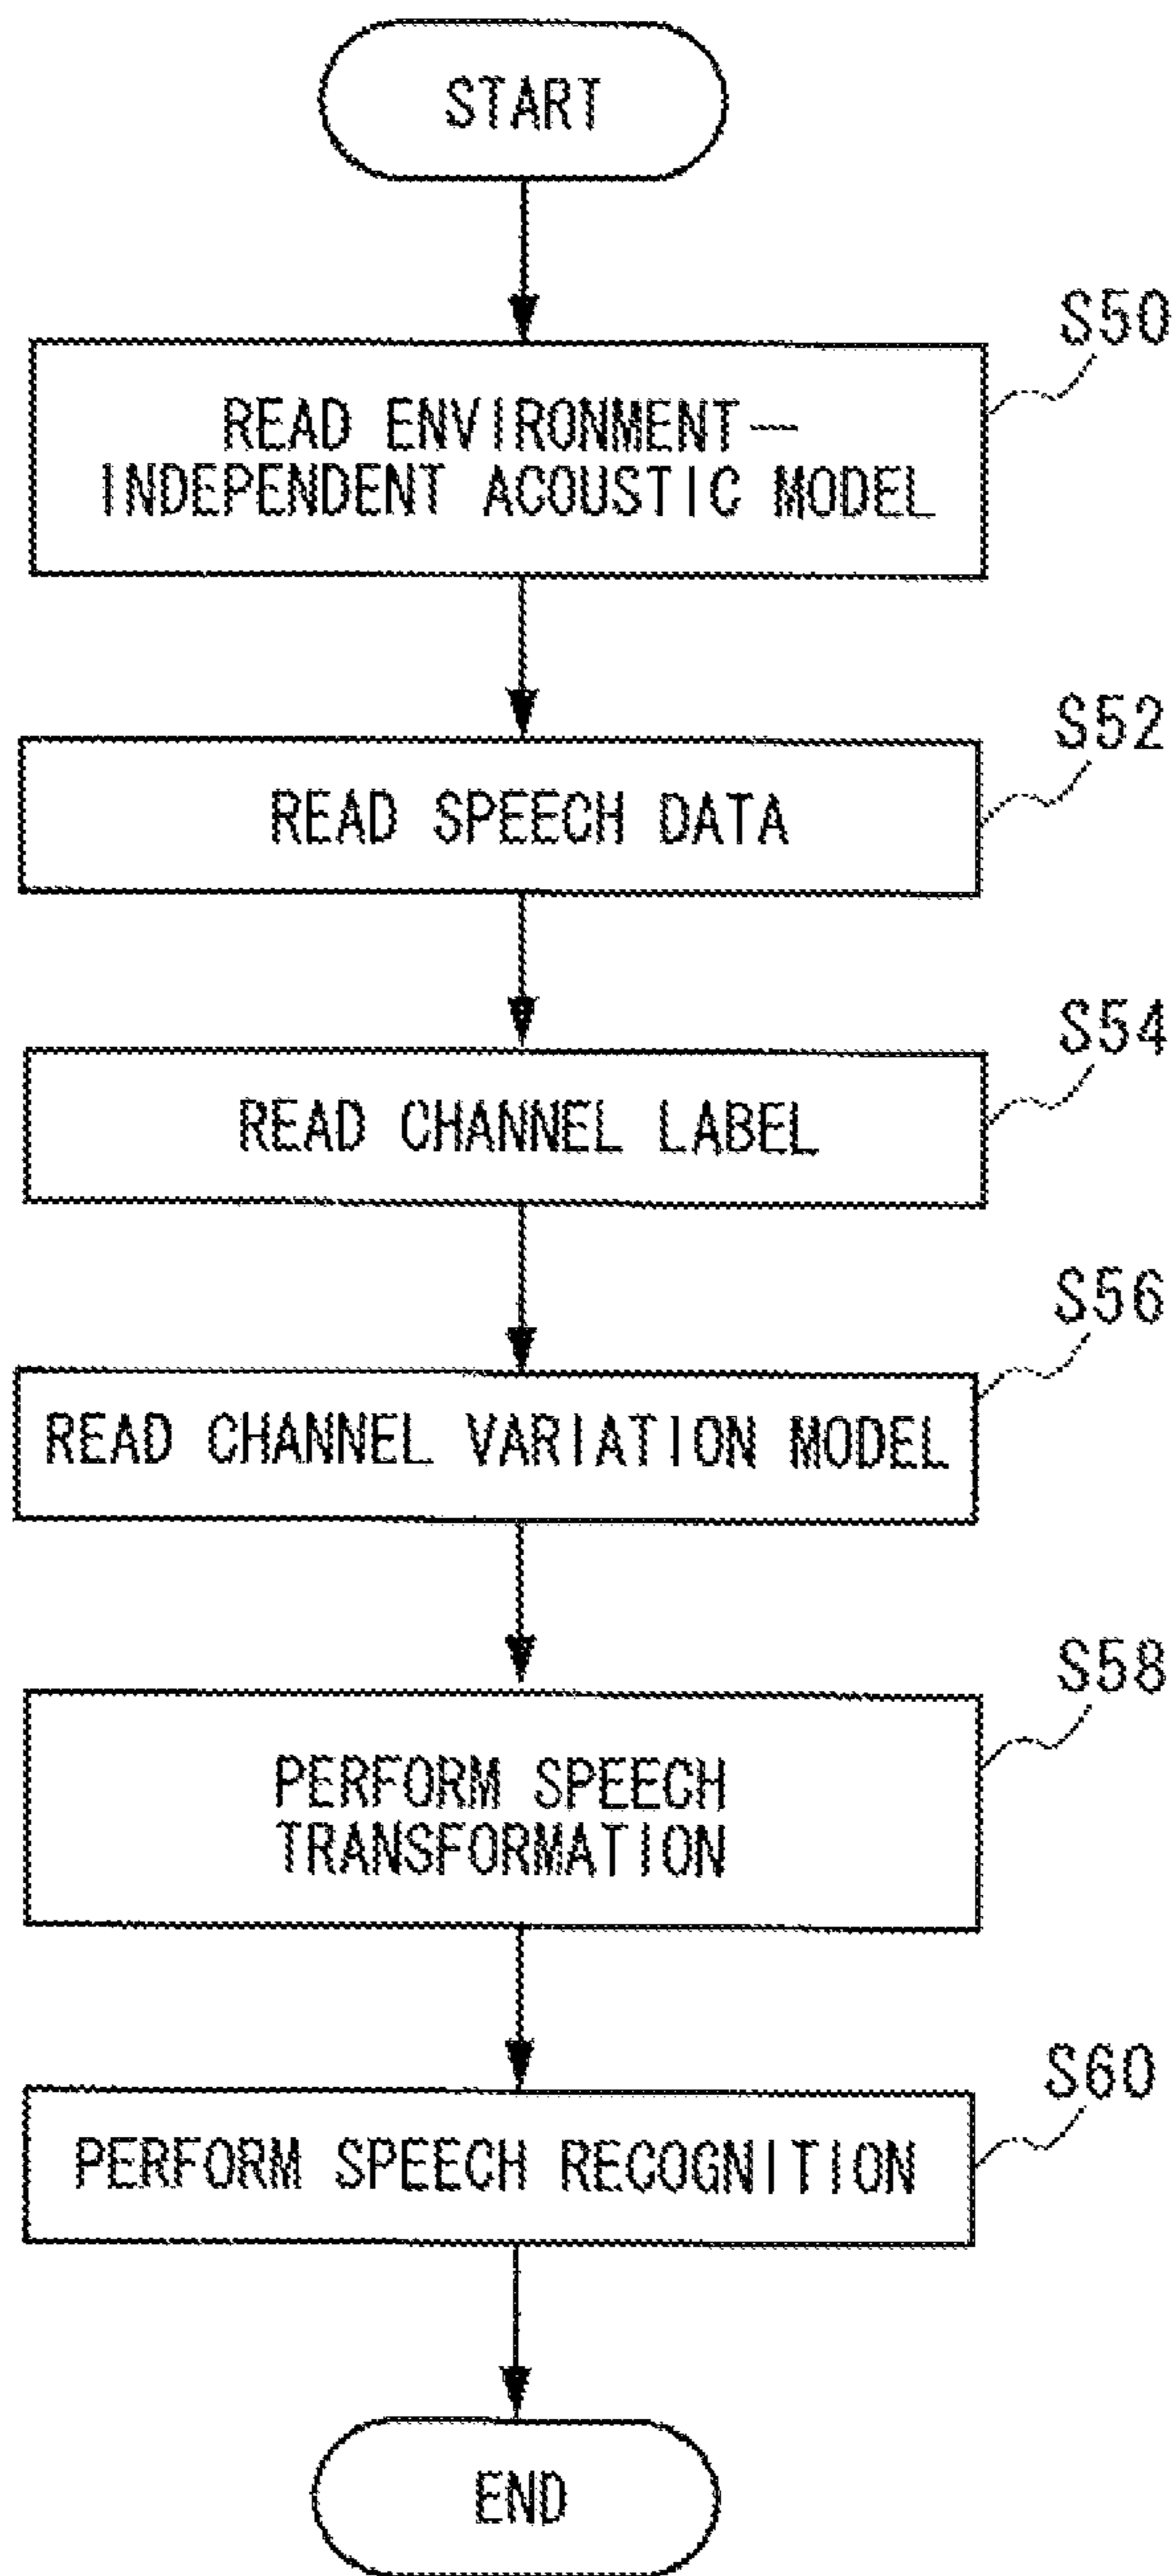 START
S50
READ ENVIRONMENT-
INDEPENDENT ACOUSTIC MODEL
S52
READ SPEECH DATA
S54
READ CHANNEL LABEL
S56
READ CHANNEL VARIATION MODEL
S58
PERFORM SPEECH
TRANSFORMATION
S60
PERFORM SPEECH RECOGNITION
END